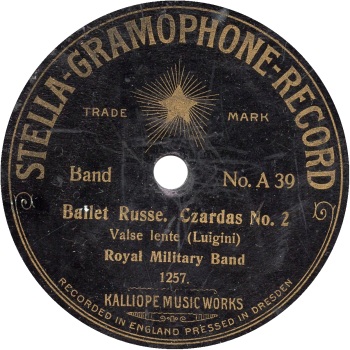 STELLA-GRAMOPHONE-RECORD
TRADE MARK
Band No. A 39
Ballet Russe. Czardas No. 2
Valse lente (Luigini)
Royal Military Band
1257.
KALLIOPE MUSIC WORKS
RECORDED IN ENGLAND PRESSED IN DRESDEN